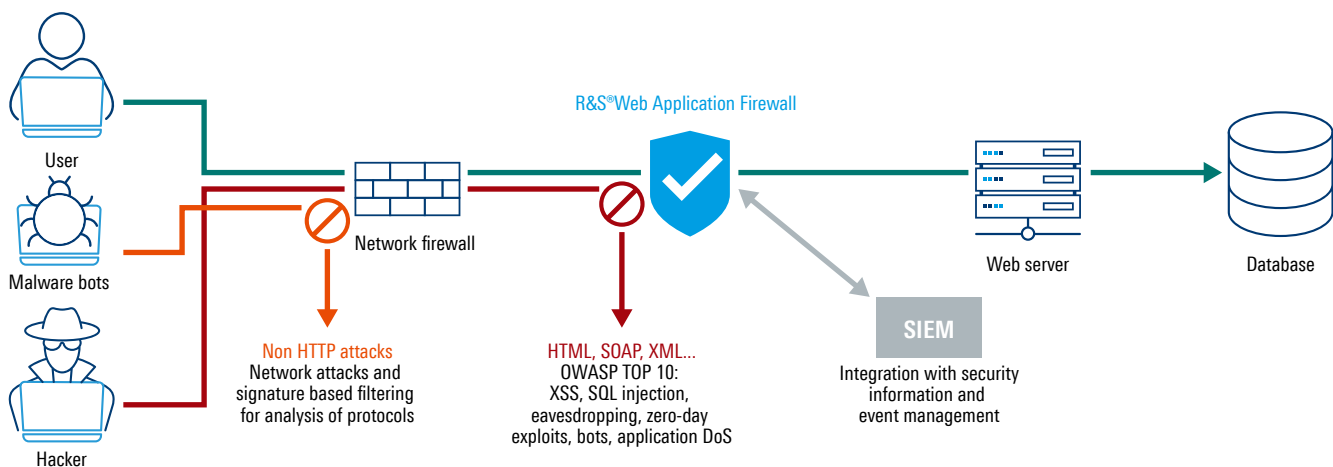 R&S®Web Application Firewall
User
Malware bots
Hacker
Network firewall
Web server
Database
Non HTTP attacks
Network attacks and
signature based filtering
for analysis of protocols
HTML, SOAP, XML...
OWASP TOP 10:
XSS, SQL injection,
eavesdropping, zero-day
exploits, bots, application DoS
SIEM
Integration with security
information and
event management